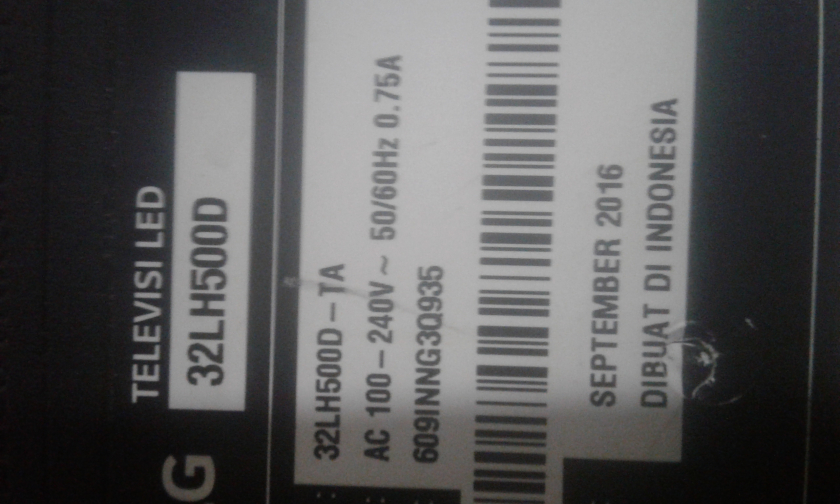 G
TELEVISI LED
32LH500D
32LH500D – TA
AC 100 – 240V ~ 50/60Hz 0.75A
609INNG3Q935
SEPTEMBER 2016
DIBUAT DI INDONESIA